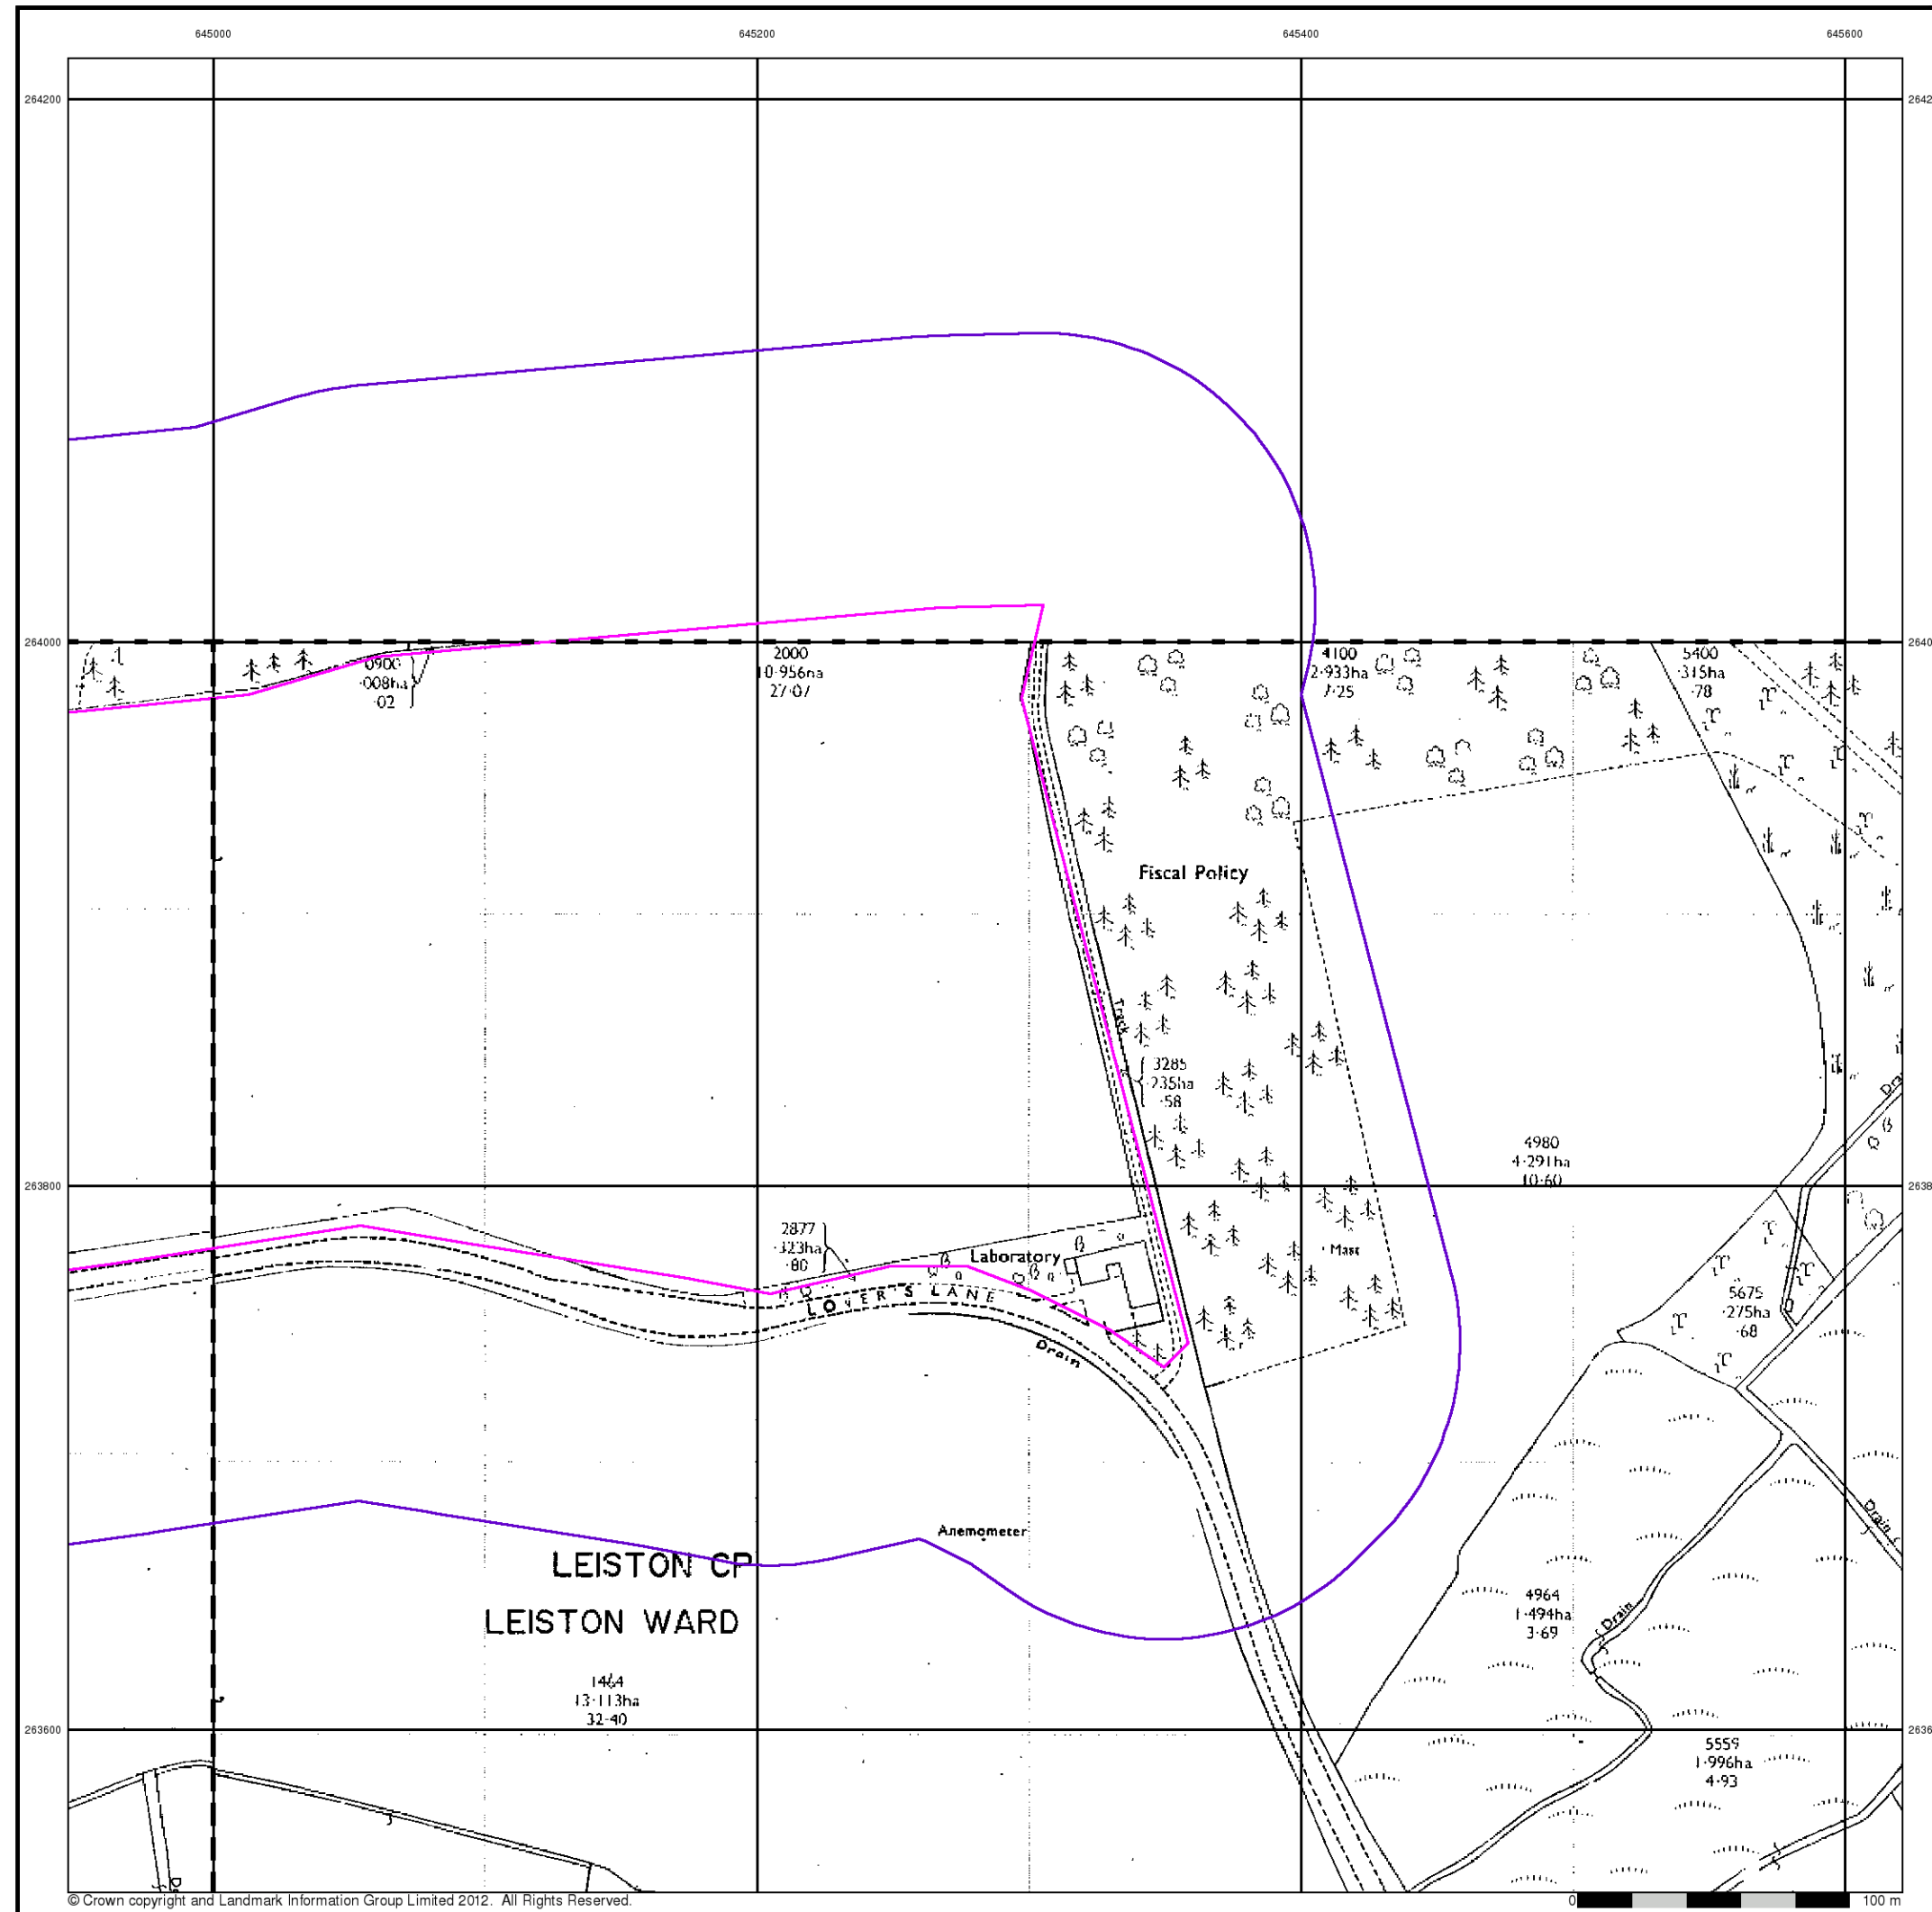 645000
645200
645400
645600
264200
264000
0900
·008ha
·02
2000
10·956ha
27·07
4100
2·933ha
7·25
5400
·315ha
·78
Fiscal Policy
Track
3285
·235ha
·58
4980
4·291ha
10·60
263800
2877
·323ha
·80
Laboratory
LOVER'S LANE
Drain
Mast
5675
·275ha
·68
Anemometer
LEISTON CP
LEISTON WARD
1464
13·113ha
32·40
4964
1·494ha
3·69
Drain
Drain
263600
5559
1·996ha
4·93
© Crown copyright and Landmark Information Group Limited 2012. All Rights Reserved.
0
100 m